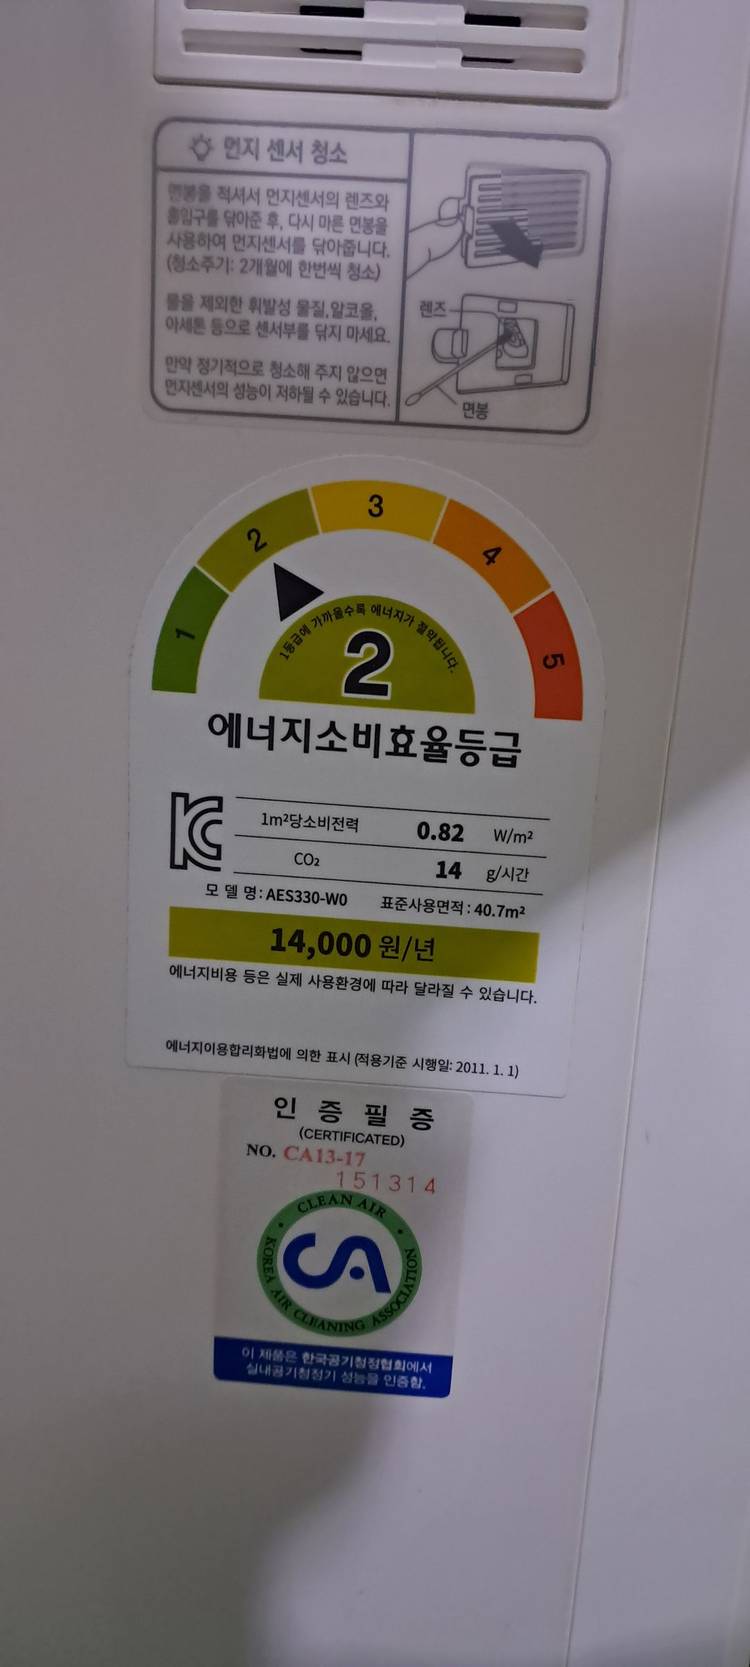 먼지 센서 청소
면봉을 적셔서 먼지센서의 렌즈와
흡입구를 닦아준 후, 다시 마른 면봉을
사용하여 먼지센서를 닦아줍니다.
(청소주기: 2개월에 한번씩 청소)
물을 제외한 휘발성 물질,알코올,
아세톤 등으로 센서부를 닦지 마세요.
만약 정기적으로 청소해 주지 않으면
먼지센서의 성능이 저하될 수 있습니다.
렌즈
면봉
1
2
3
4
5
1등급에 가까울수록 에너지가 절약됩니다.
2
에너지소비효율등급
1m²당소비전력 0.82 W/m²
CO₂ 14 g/시간
모 델 명: AES330-W0 표준사용면적: 40.7m²
14,000 원/년
에너지비용 등은 실제 사용환경에 따라 달라질 수 있습니다.
에너지이용합리화법에 의한 표시 (적용기준 시행일: 2011. 1. 1)
인 증 필 증
(CERTIFICATED)
NO. CA13-17
151314
CLEAN AIR
CA
KOREA AIR CLEANING ASSOCIATION
이 제품은 한국공기청정협회에서
실내공기청정기 성능을 인증함.